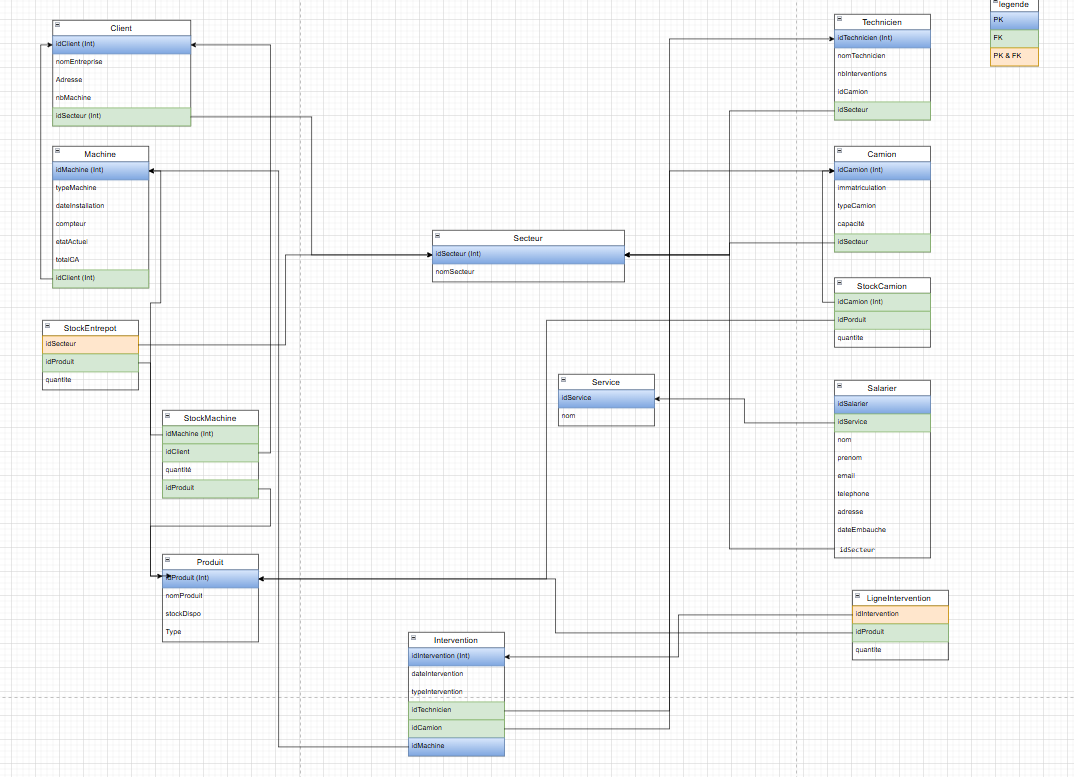 legende
PK
FK
PK & FK
Client
idClient (Int)
nomEntreprise
Adresse
nbMachine
idSecteur (Int)
Machine
idMachine (Int)
typeMachine
dateInstallation
compteur
etatActuel
totalCA
idClient (Int)
StockEntrepot
idSecteur
idProduit
quantite
StockMachine
idMachine (Int)
idClient
quantité
idProduit
Produit
idProduit (Int)
nomProduit
stockDispo
Type
Secteur
idSecteur (Int)
nomSecteur
Service
idService
nom
Intervention
idIntervention (Int)
dateIntervention
typeIntervention
idTechnicien
idCamion
idMachine
Technicien
idTechnicien (Int)
nomTechnicien
nbInterventions
idCamion
idSecteur
Camion
idCamion (Int)
immatriculation
typeCamion
capacité
idSecteur
StockCamion
idCamion (Int)
idPorduit
quantite
Salarier
idSalarier
idService
nom
prenom
email
telephone
adresse
dateEmbauche
idSecteur
LigneIntervention
idIntervention
idProduit
quantite